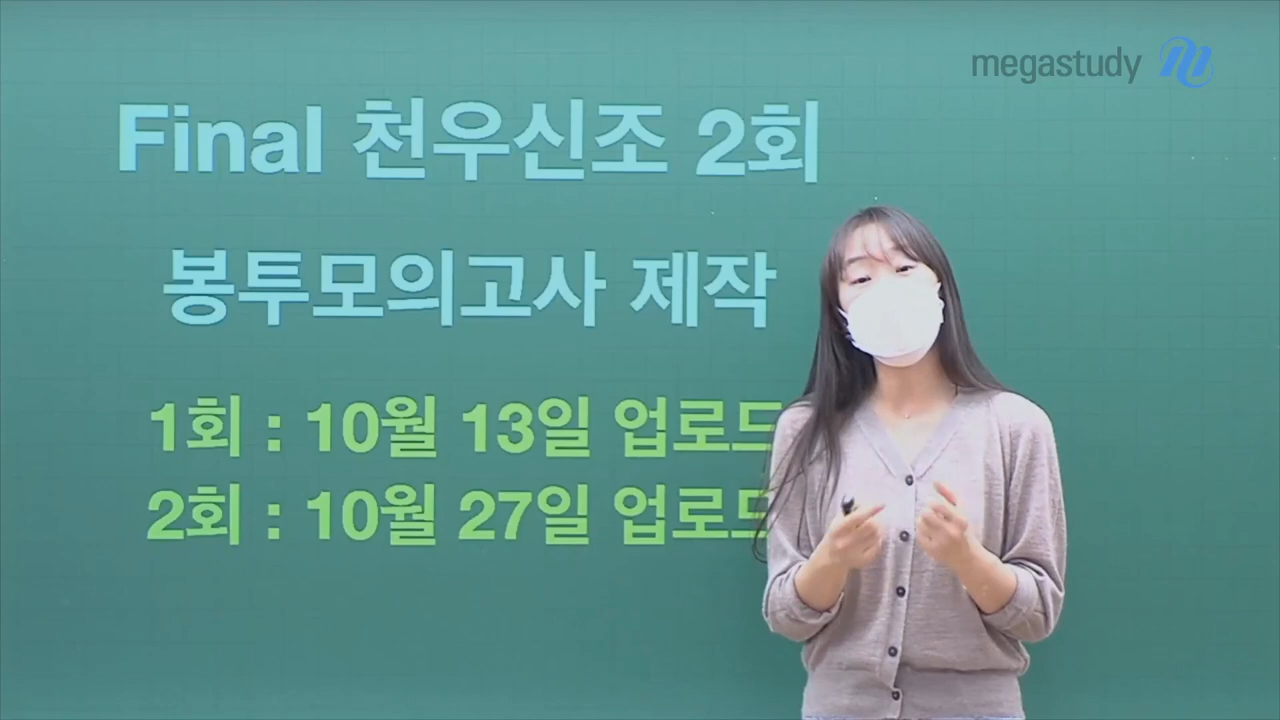 megastudy
Final 천우신조 2회
봉투모의고사 제작
1회 : 10월 13일 업로드
2회 : 10월 27일 업로드